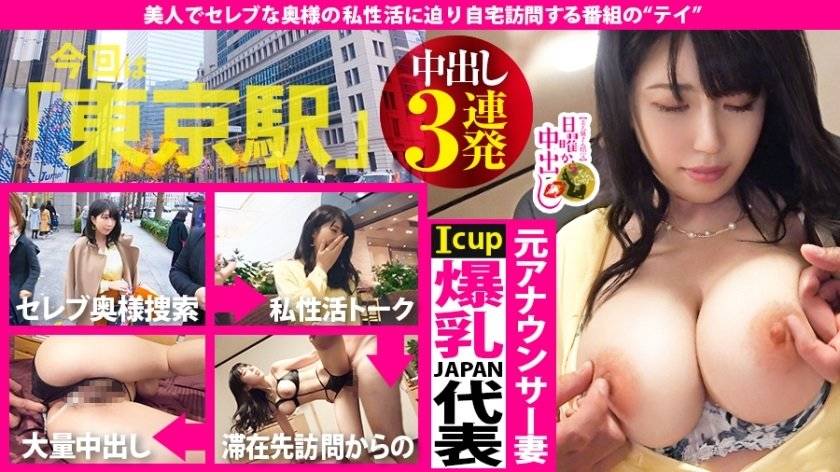 美人でセレブな奥様の私性活に迫り自宅訪問する番組の“テイ”
今回は
「東京駅」
中出し
3連発
日曜か
中出し
セレブ奥様捜索
私性活トーク
大量中出し
滞在先訪問からの
Icup
爆乳
JAPAN
代表
元アナウンサー妻